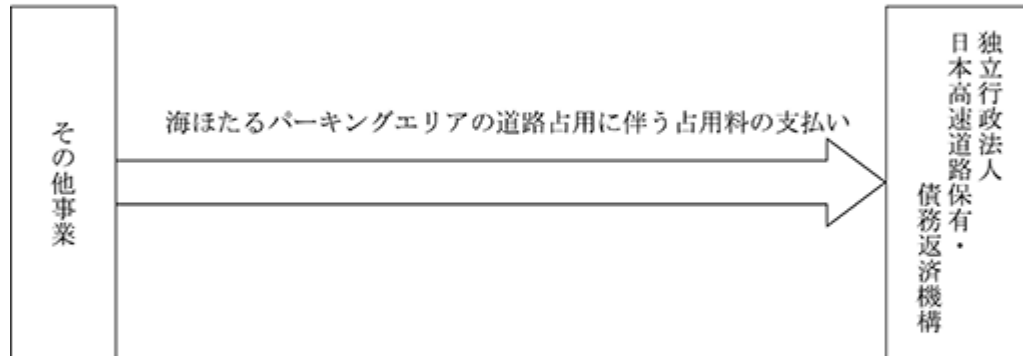 その他事業
海ほたるパーキングエリアの道路占用に伴う占用料の支払い
独立行政法人
日本高速道路保有・
債務返済機構